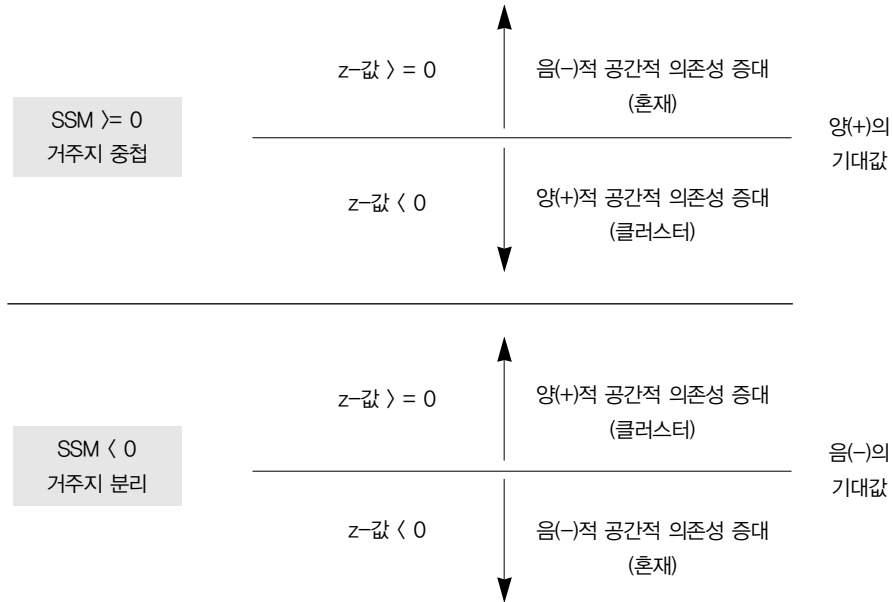 z-값 〉= 0
음(-)적 공간적 의존성 증대
(혼재)
SSM 〉= 0
거주지 중첩
양(+)의
기대값
z-값 〈 0
양(+)적 공간적 의존성 증대
(클러스터)
z-값 〉= 0
양(+)적 공간적 의존성 증대
(클러스터)
SSM 〈 0
거주지 분리
음(-)의
기대값
z-값 〈 0
음(-)적 공간적 의존성 증대
(혼재)